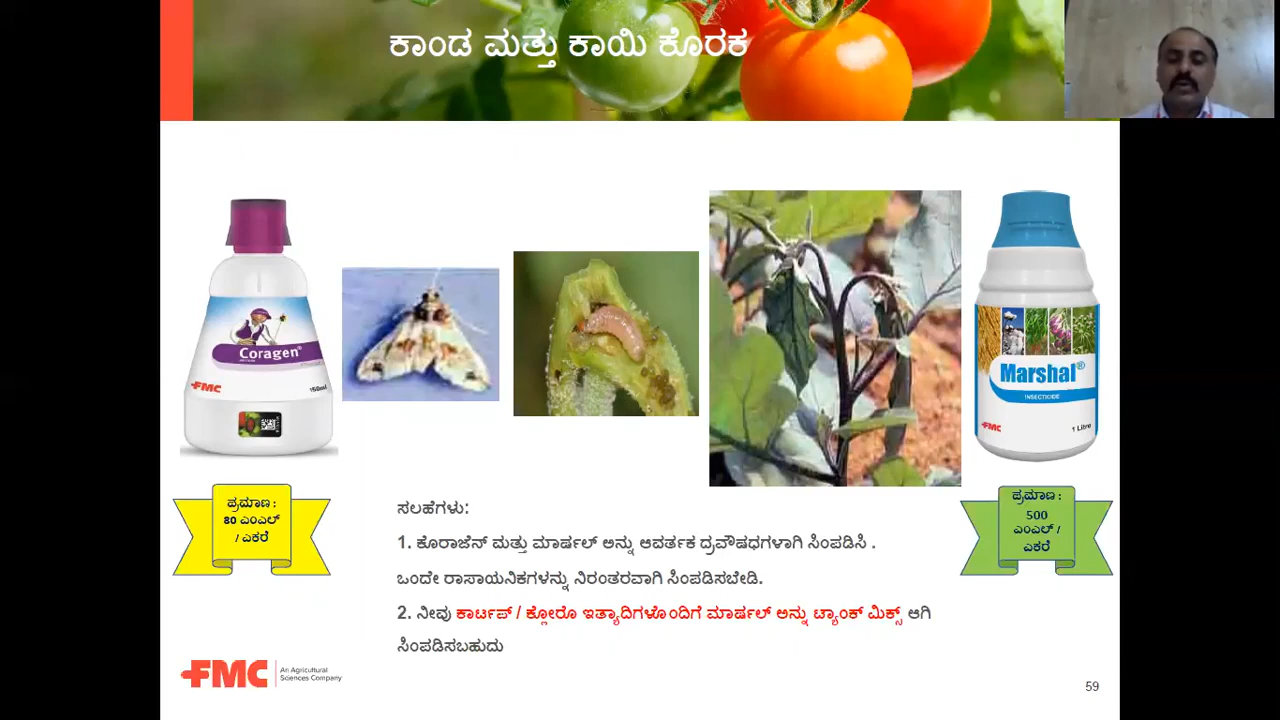 ಕಾಂಡ ಮತ್ತು ಕಾಯಿ ಕೊರಕ
Coragen®
FMC
150ml
Marshal®
INSECTICIDE
FMC
1 Litre
ಪ್ರಮಾಣ :
80 ಎಂಎಲ್
/ ಎಕರೆ
ಪ್ರಮಾಣ :
500
ಎಂಎಲ್ /
ಎಕರೆ
ಸಲಹೆಗಳು:
1. ಕೊರಾಜೆನ್ ಮತ್ತು ಮಾರ್ಷಲ್ ಅನ್ನು ಆವರ್ತಕ ದ್ರವೌಷಧಗಳಾಗಿ ಸಿಂಪಡಿಸಿ .
ಒಂದೇ ರಾಸಾಯನಿಕಗಳನ್ನು ನಿರಂತರವಾಗಿ ಸಿಂಪಡಿಸಬೇಡಿ.
2. ನೀವು ಕಾರ್ಟಪ್ / ಕ್ಲೋರೊ ಇತ್ಯಾದಿಗಳೊಂದಿಗೆ ಮಾರ್ಷಲ್ ಅನ್ನು ಟ್ಯಾಂಕ್ ಮಿಕ್ಸ್ ಆಗಿ
ಸಿಂಪಡಿಸಬಹುದು
FMC
An Agricultural
Sciences Company
59